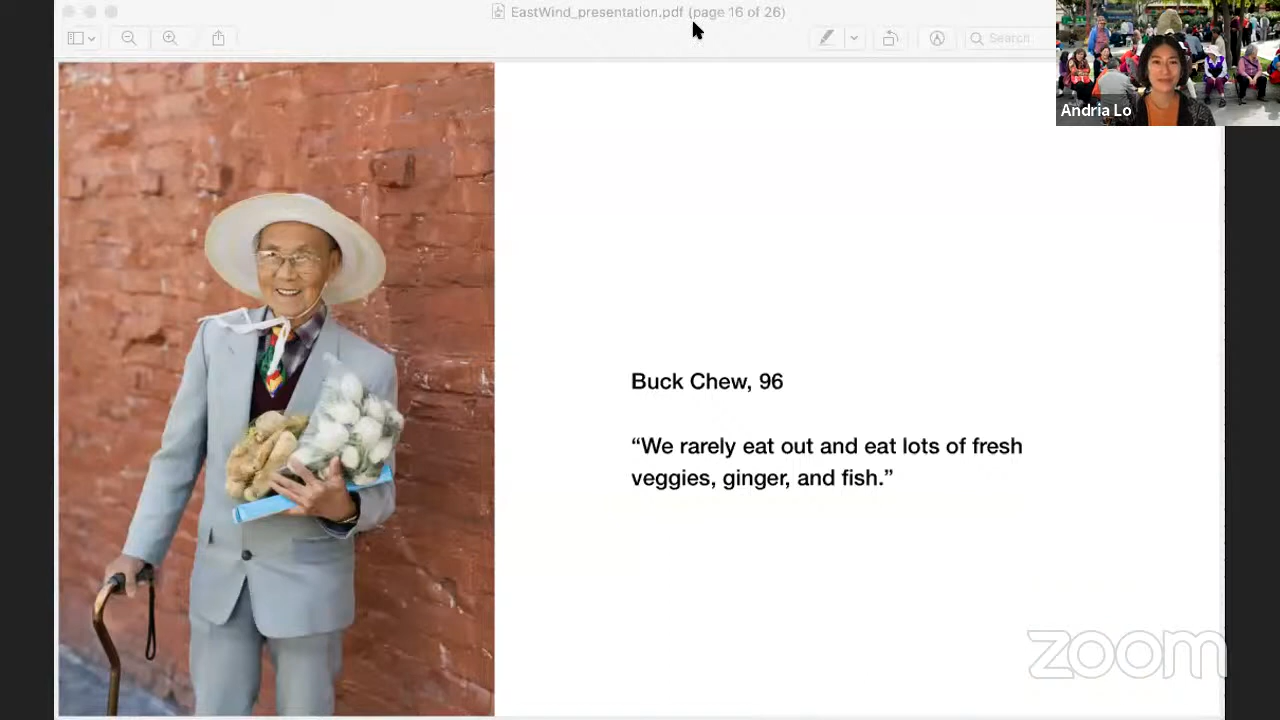 EastWind_presentation.pdf (page 16 of 26)
Search
Andria Lo
Buck Chew, 96
“We rarely eat out and eat lots of fresh
veggies, ginger, and fish.”
zoom